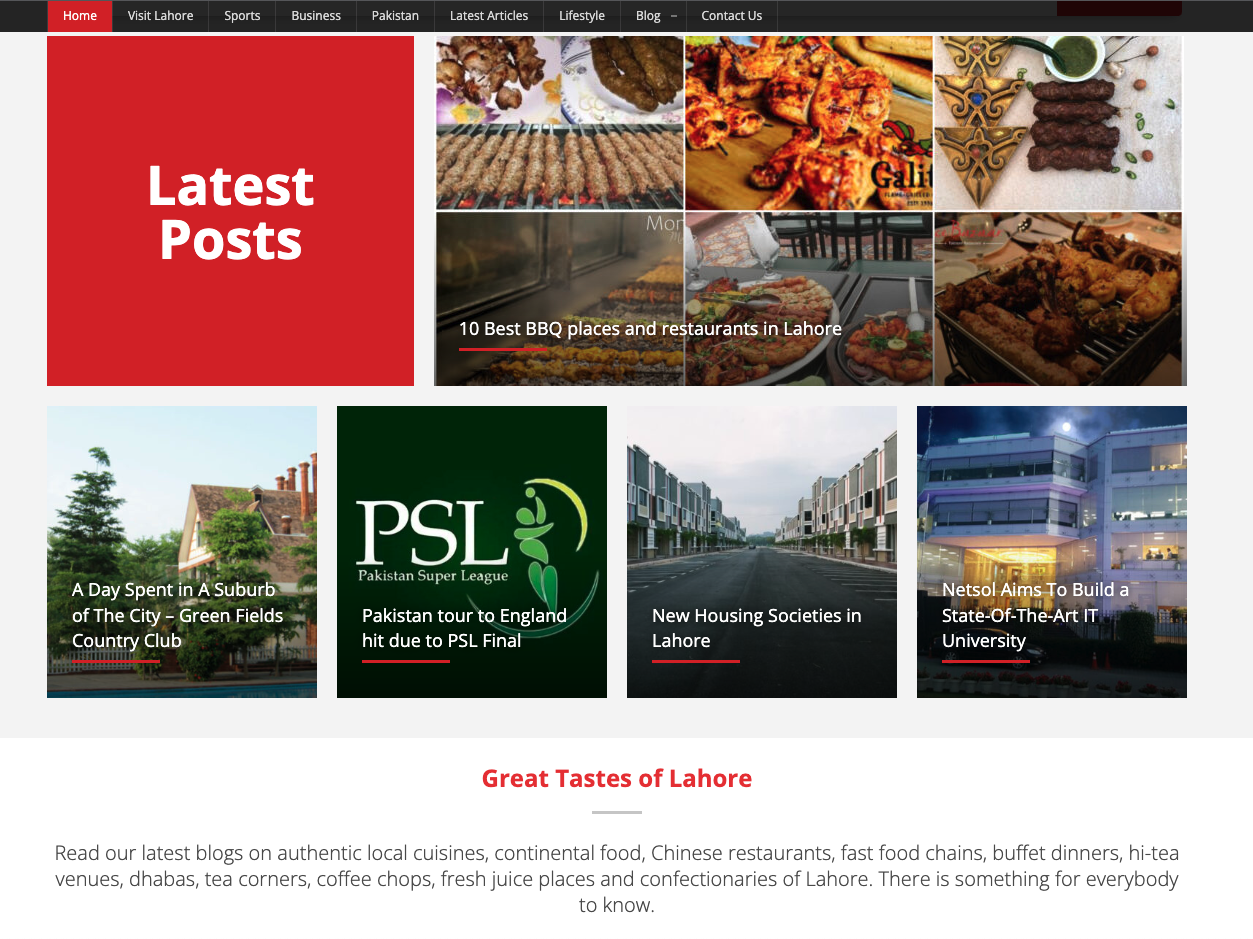 Home Visit Lahore Sports Business Pakistan Latest Articles Lifestyle Blog – Contact Us
Latest
Posts
10 Best BBQ places and restaurants in Lahore
A Day Spent in A Suburb
of The City – Green Fields
Country Club
PSL
Pakistan Super League
Pakistan tour to England
hit due to PSL Final
New Housing Societies in
Lahore
Netsol Aims To Build a
State-Of-The-Art IT
University
Great Tastes of Lahore
Read our latest blogs on authentic local cuisines, continental food, Chinese restaurants, fast food chains, buffet dinners, hi-tea
venues, dhabas, tea corners, coffee chops, fresh juice places and confectionaries of Lahore. There is something for everybody
to know.